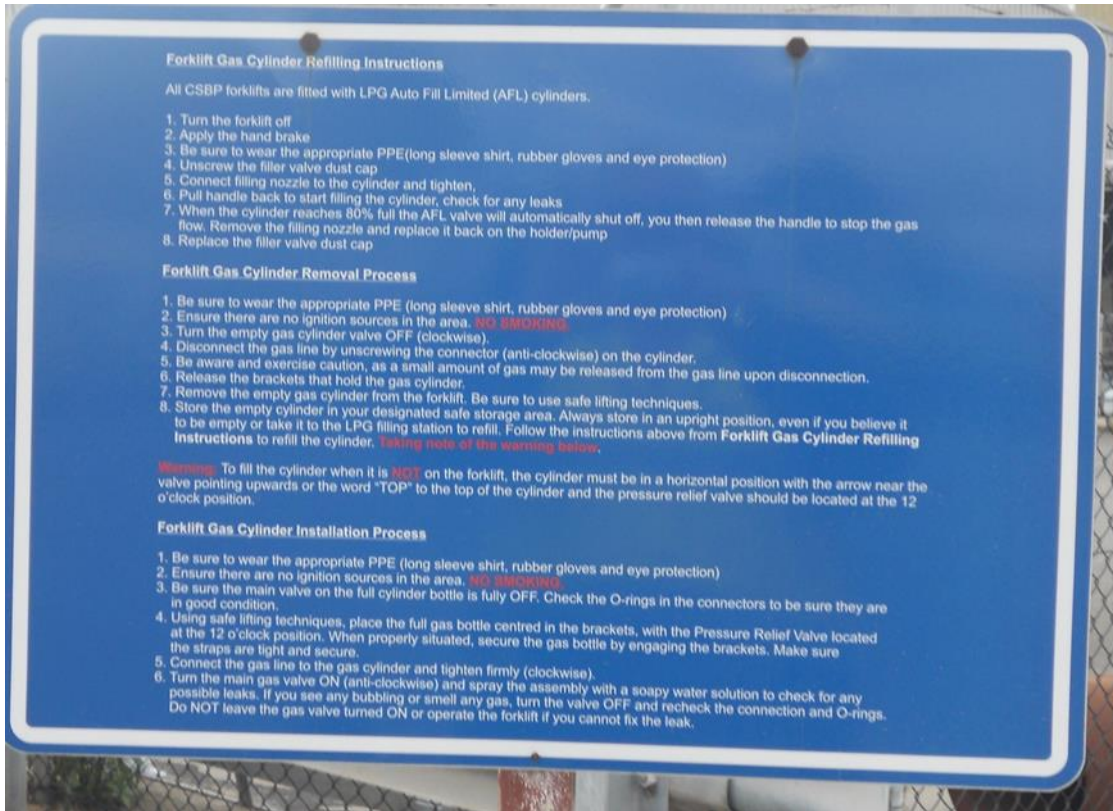 Forklift Gas Cylinder Refilling Instructions
All CSBP forklifts are fitted with LPG Auto Fill Limited (AFL) cylinders.
1. Turn the forklift off
2. Apply the hand brake
3. Be sure to wear the appropriate PPE(long sleeve shirt, rubber gloves and eye protection)
4. Unscrew the filler valve dust cap
5. Connect filling nozzle to the cylinder and tighten,
6. Pull handle back to start filling the cylinder, check for any leaks
7. When the cylinder reaches 80% full the AFL valve will automatically shut off, you then release the handle to stop the gas
flow. Remove the filling nozzle and replace it back on the holder/pump
8. Replace the filler valve dust cap
Forklift Gas Cylinder Removal Process
1. Be sure to wear the appropriate PPE (long sleeve shirt, rubber gloves and eye protection)
2. Ensure there are no ignition sources in the area. NO SMOKING.
3. Turn the empty gas cylinder valve OFF (clockwise).
4. Disconnect the gas line by unscrewing the connector (anti-clockwise) on the cylinder.
5. Be aware and exercise caution, as a small amount of gas may be released from the gas line upon disconnection.
6. Release the brackets that hold the gas cylinder.
7. Remove the empty gas cylinder from the forklift. Be sure to use safe lifting techniques.
8. Store the empty cylinder in your designated safe storage area. Always store in an upright position, even if you believe it
to be empty or take it to the LPG filling station to refill. Follow the instructions above from Forklift Gas Cylinder Refilling
Instructions to refill the cylinder. Taking note of the warning below.
Warning: To fill the cylinder when it is NOT on the forklift, the cylinder must be in a horizontal position with the arrow near the
valve pointing upwards or the word "TOP" to the top of the cylinder and the pressure relief valve should be located at the 12
o'clock position.
Forklift Gas Cylinder Installation Process
1. Be sure to wear the appropriate PPE (long sleeve shirt, rubber gloves and eye protection)
2. Ensure there are no ignition sources in the area. NO SMOKING.
3. Be sure the main valve on the full cylinder bottle is fully OFF. Check the O-rings in the connectors to be sure they are
in good condition.
4. Using safe lifting techniques, place the full gas bottle centred in the brackets, with the Pressure Relief Valve located
at the 12 o'clock position. When properly situated, secure the gas bottle by engaging the brackets. Make sure
the straps are tight and secure.
5. Connect the gas line to the gas cylinder and tighten firmly (clockwise).
6. Turn the main gas valve ON (anti-clockwise) and spray the assembly with a soapy water solution to check for any
possible leaks. If you see any bubbling or smell any gas, turn the valve OFF and recheck the connection and O-rings.
Do NOT leave the gas valve turned ON or operate the forklift if you cannot fix the leak.